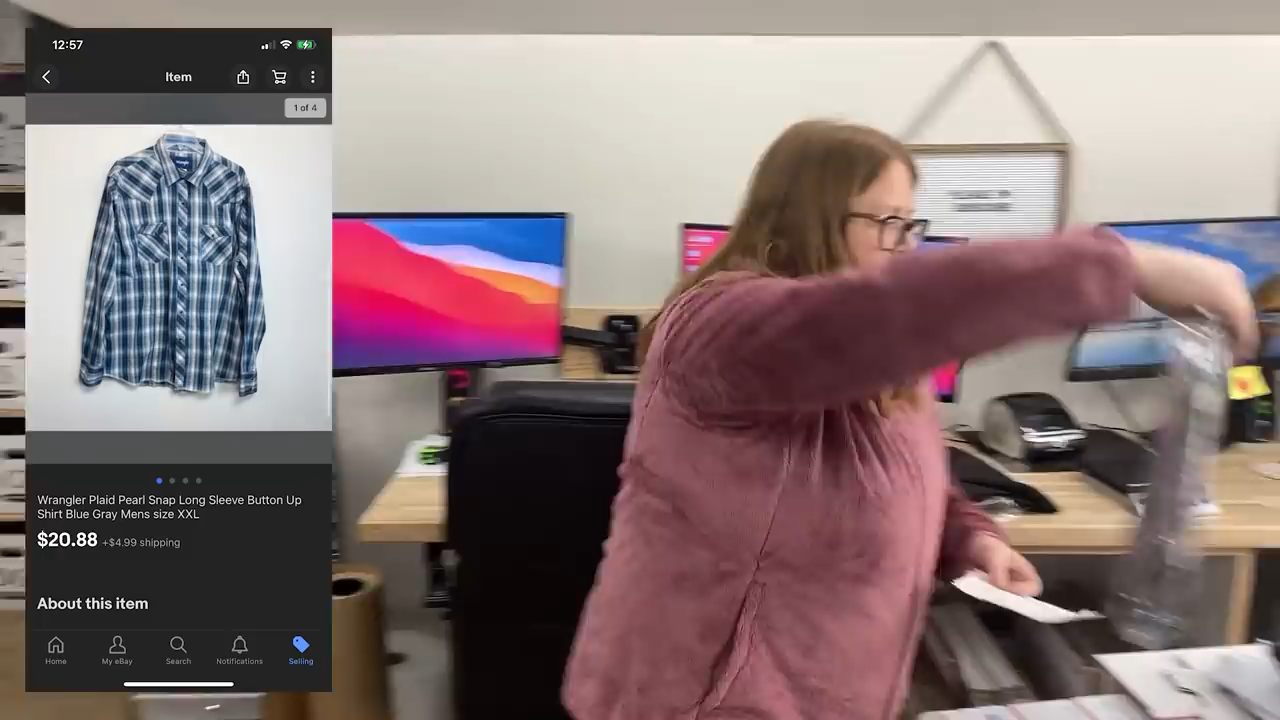 12:57
Item
1 of 4
Wrangler Plaid Pearl Snap Long Sleeve Button Up
Shirt Blue Gray Mens size XXL
$20.88 +$4.99 shipping
About this item
Home
My eBay
Search
Notifications
Selling